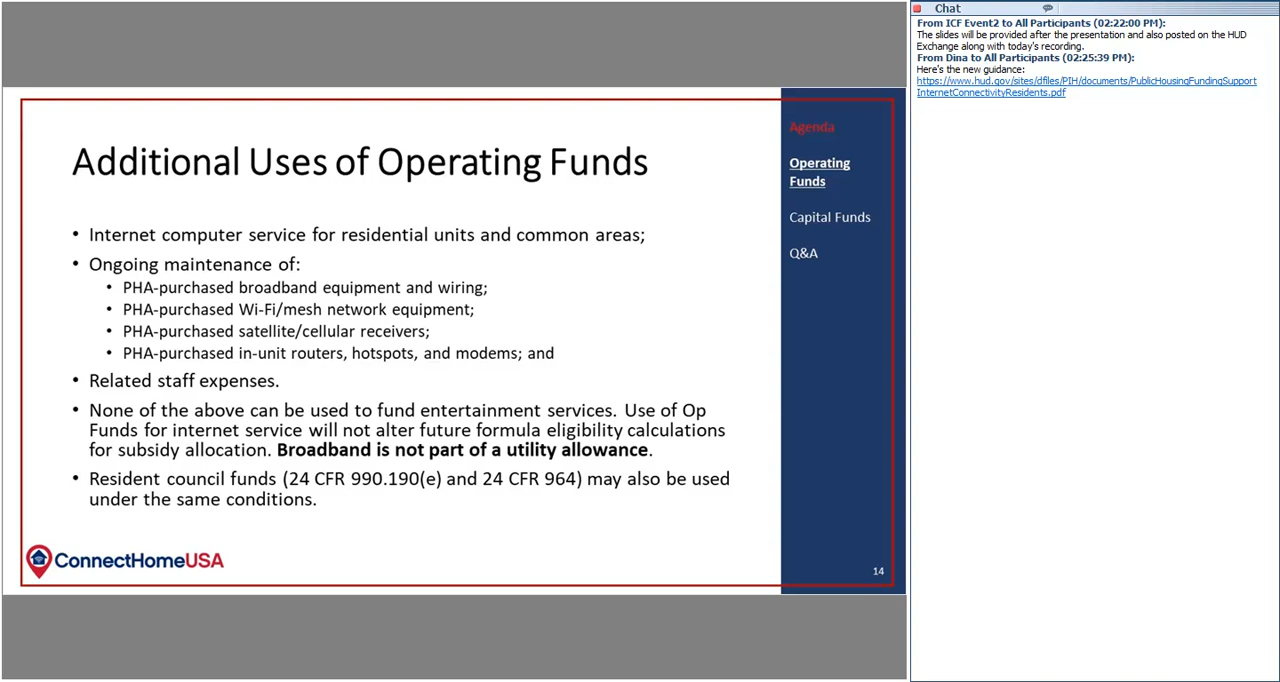 Additional Uses of Operating Funds
• Internet computer service for residential units and common areas;
• Ongoing maintenance of:
• PHA-purchased broadband equipment and wiring;
• PHA-purchased Wi-Fi/mesh network equipment;
• PHA-purchased satellite/cellular receivers;
• PHA-purchased in-unit routers, hotspots, and modems; and
• Related staff expenses.
• None of the above can be used to fund entertainment services. Use of Op
Funds for internet service will not alter future formula eligibility calculations
for subsidy allocation. Broadband is not part of a utility allowance.
• Resident council funds (24 CFR 990.190(e) and 24 CFR 964) may also be used
under the same conditions.
ConnectHomeUSA
Agenda
Operating
Funds
Capital Funds
Q&A
14
Chat
From ICF Event2 to All Participants (02:22:00 PM):
The slides will be provided after the presentation and also posted on the HUD
Exchange along with today's recording.
From Dina to All Participants (02:25:39 PM):
Here's the new guidance:
https://www.hud.gov/sites/dfiles/PIH/documents/PublicHousingFundingSupport
InternetConnectivityResidents.pdf